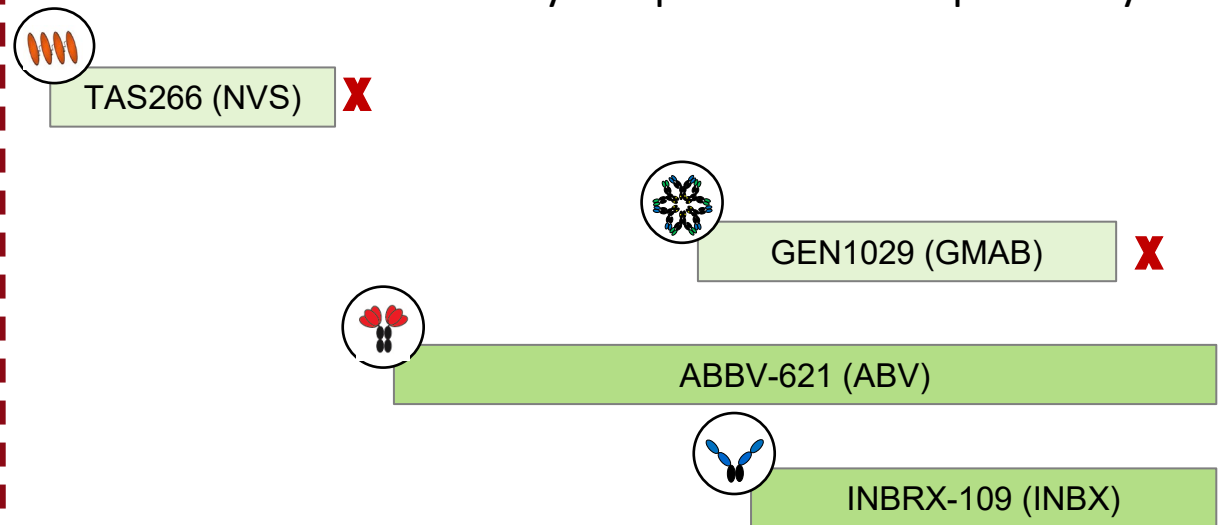 TAS266 (NVS) X
GEN1029 (GMAB) X
ABBV-621 (ABV)
INBRX-109 (INBX)